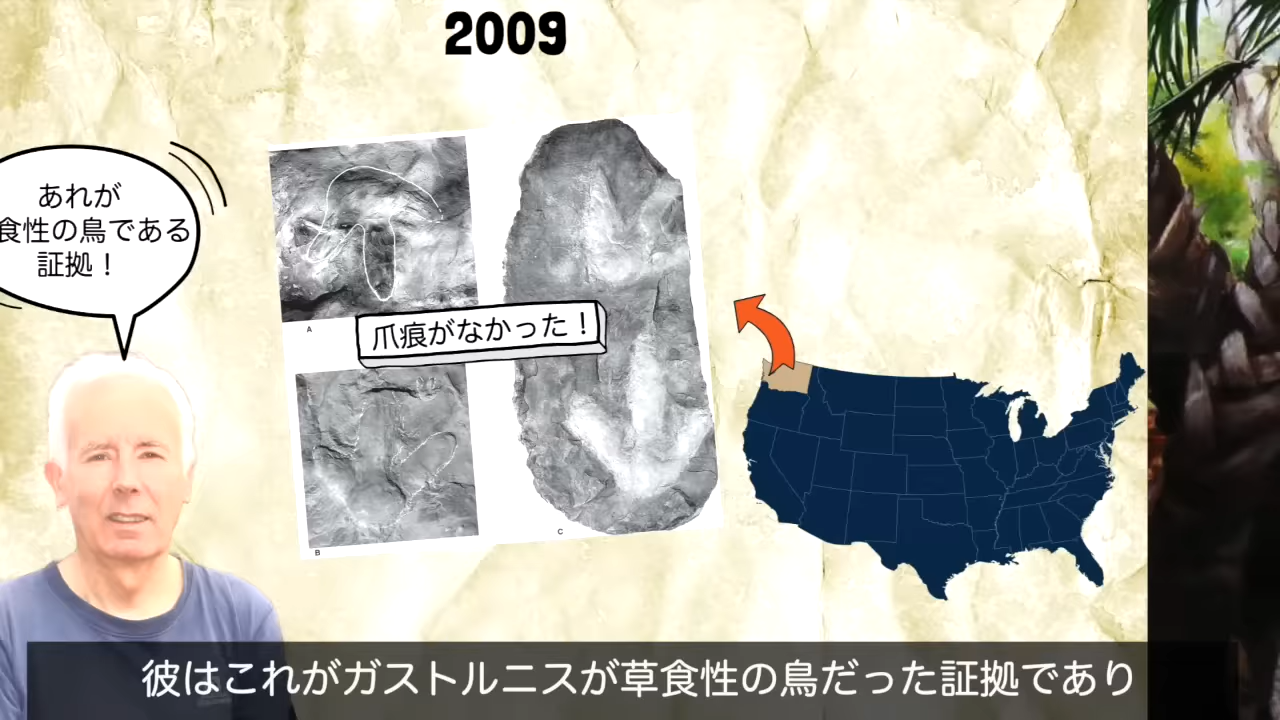 2009
あれが
食性の鳥である
証拠！
爪痕がなかった！
A
B
C
彼はこれがガストルニスが草食性の鳥だった証拠であり